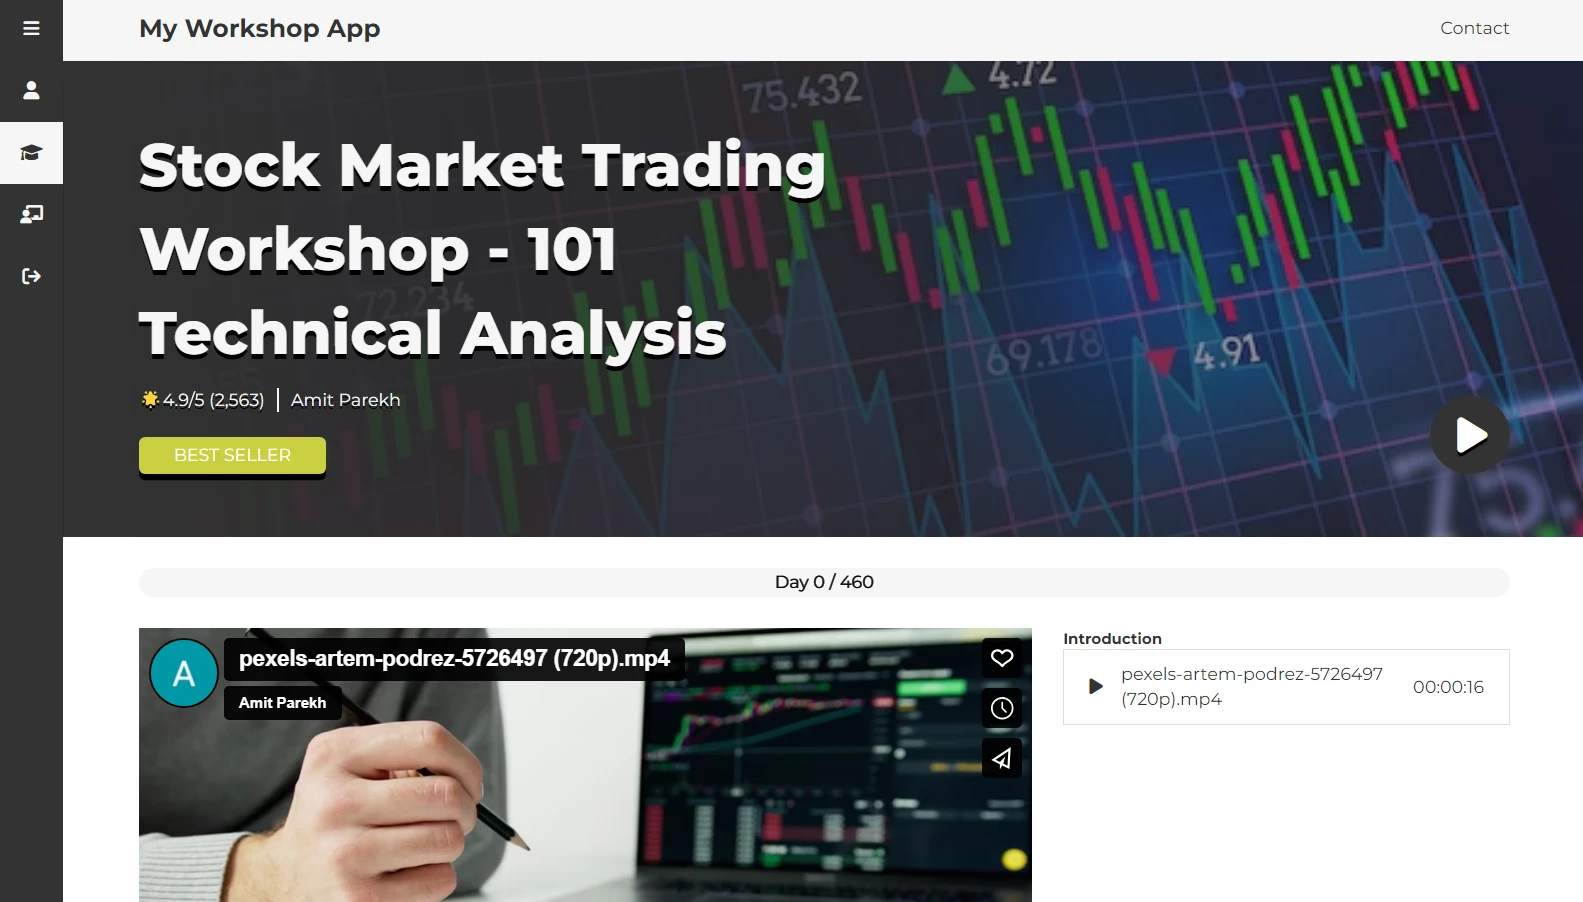 My Workshop App
Contact
75.432
4.72
Stock Market Trading
Workshop - 101
Technical Analysis
72.234
69.178
4.91
4.9/5 (2,563)
Amit Parekh
BEST SELLER
Day 0 / 460
A
pexels-artem-podrez-5726497 (720p).mp4
Amit Parekh
Introduction
pexels-artem-podrez-5726497
(720p).mp4
00:00:16